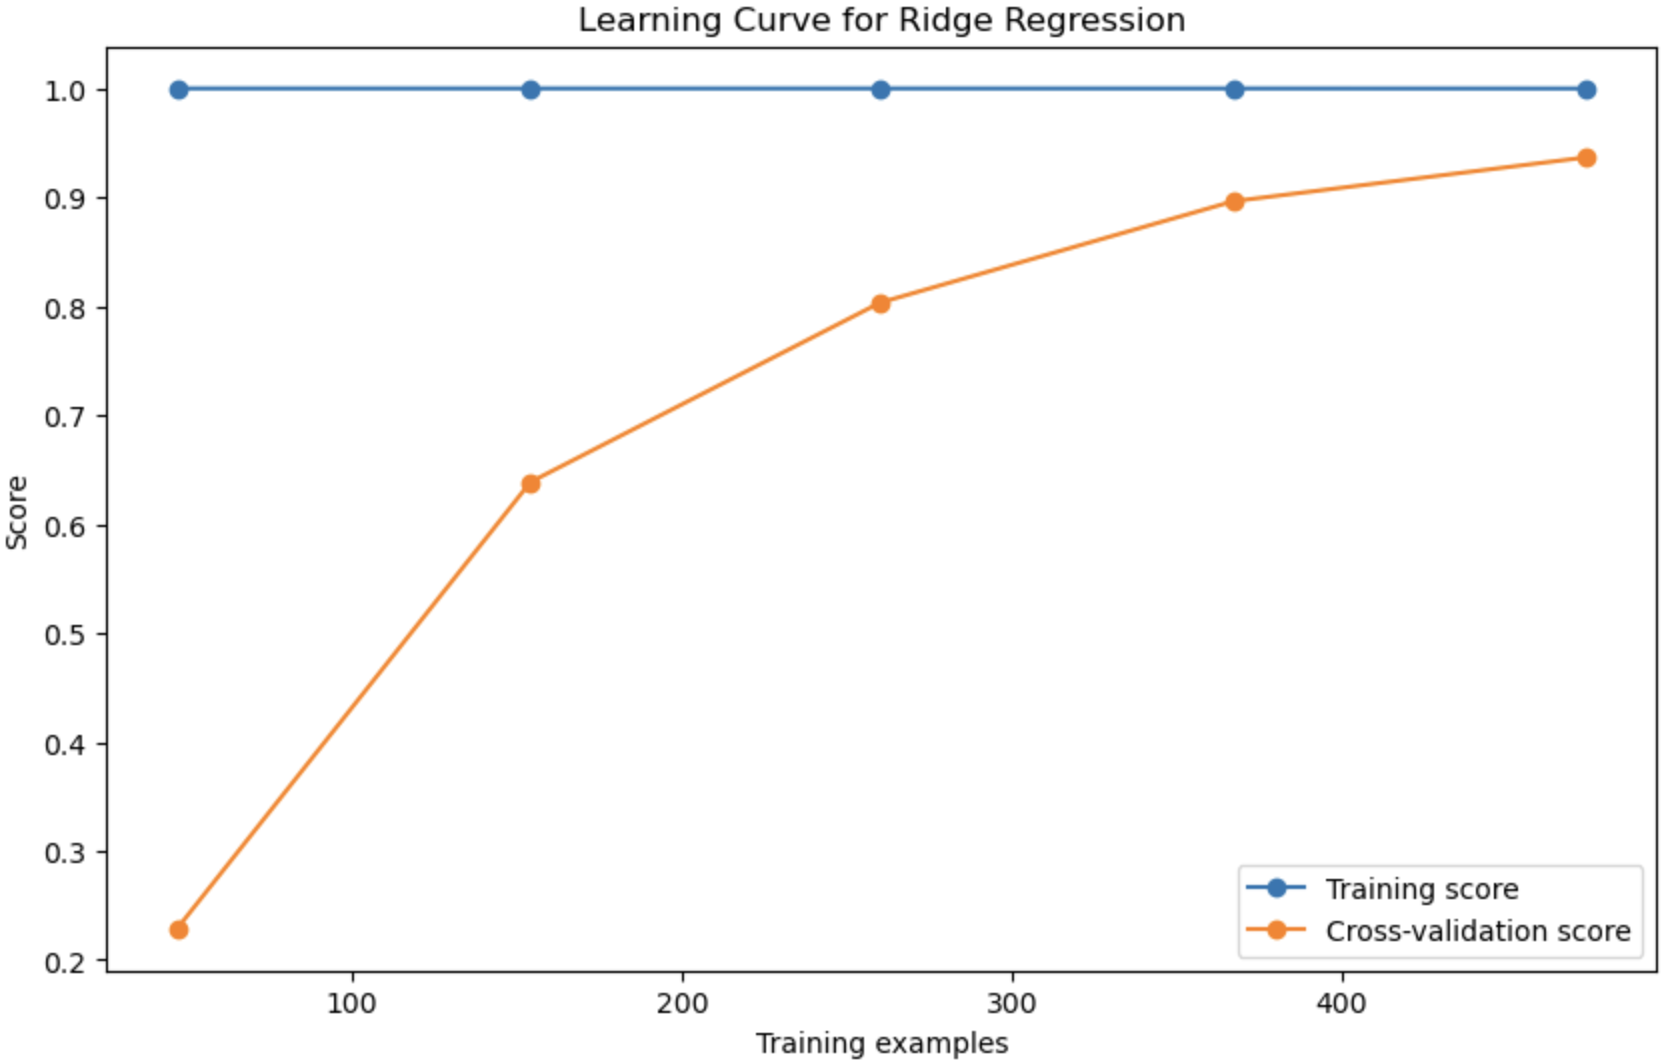 Learning Curve for Ridge Regression
1.0
0.9
0.8
0.7
0.6
0.5
0.4
0.3
0.2
Score
100 200 300 400
Training examples
Training score
Cross-validation score